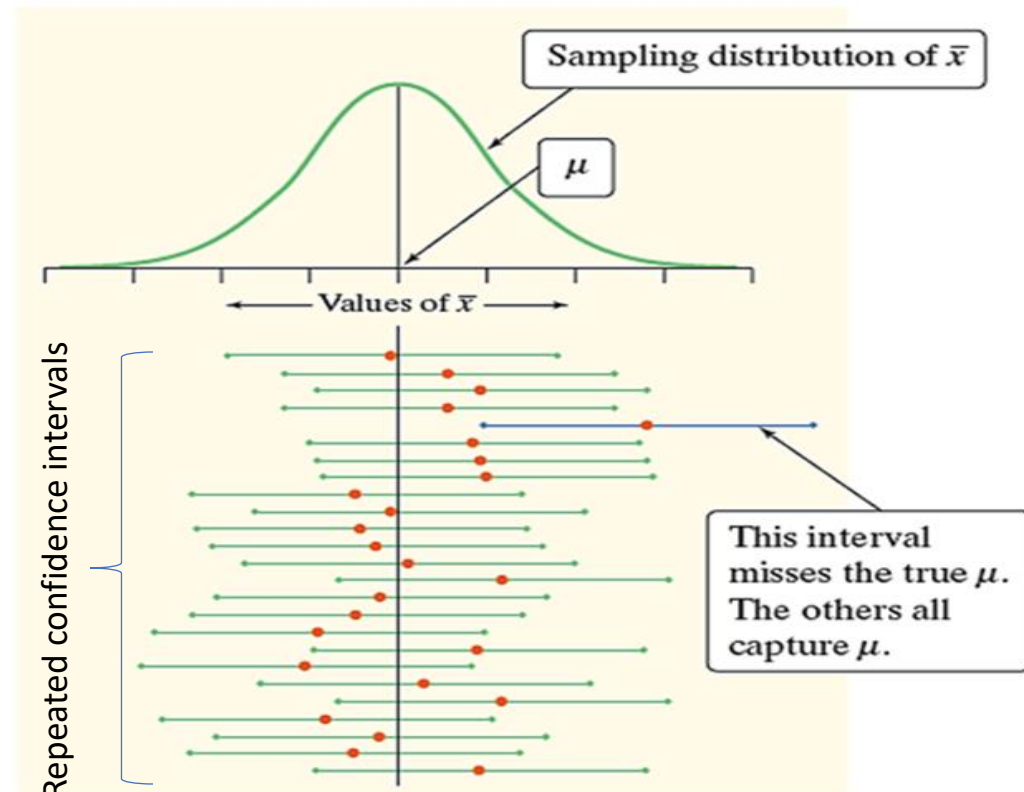 Sampling distribution of x̄
μ
Values of x̄
Repeated confidence intervals
This interval
misses the true μ.
The others all
capture μ.